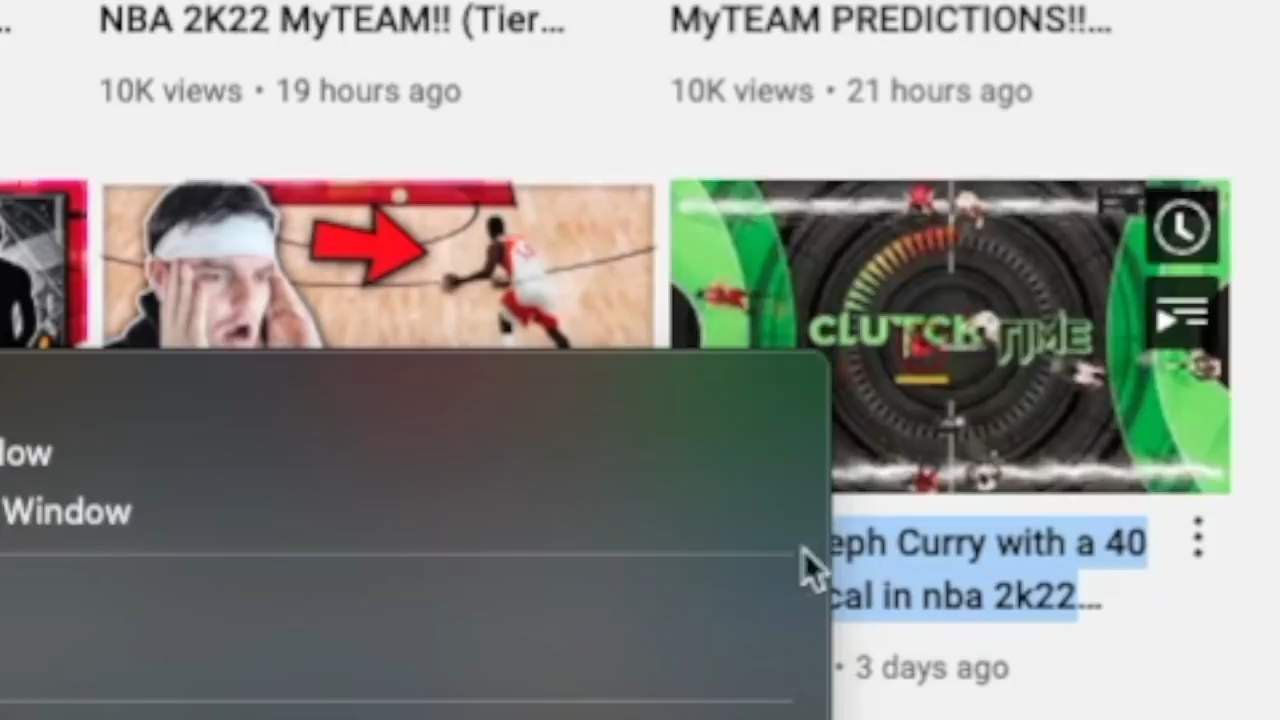 NBA 2K22 MyTEAM!! (Tier...
MyTEAM PREDICTIONS!!...
10K views • 19 hours ago
10K views • 21 hours ago
CLUTCH TIME
low
Window
eph Curry with a 40
cal in nba 2k22...
• 3 days ago